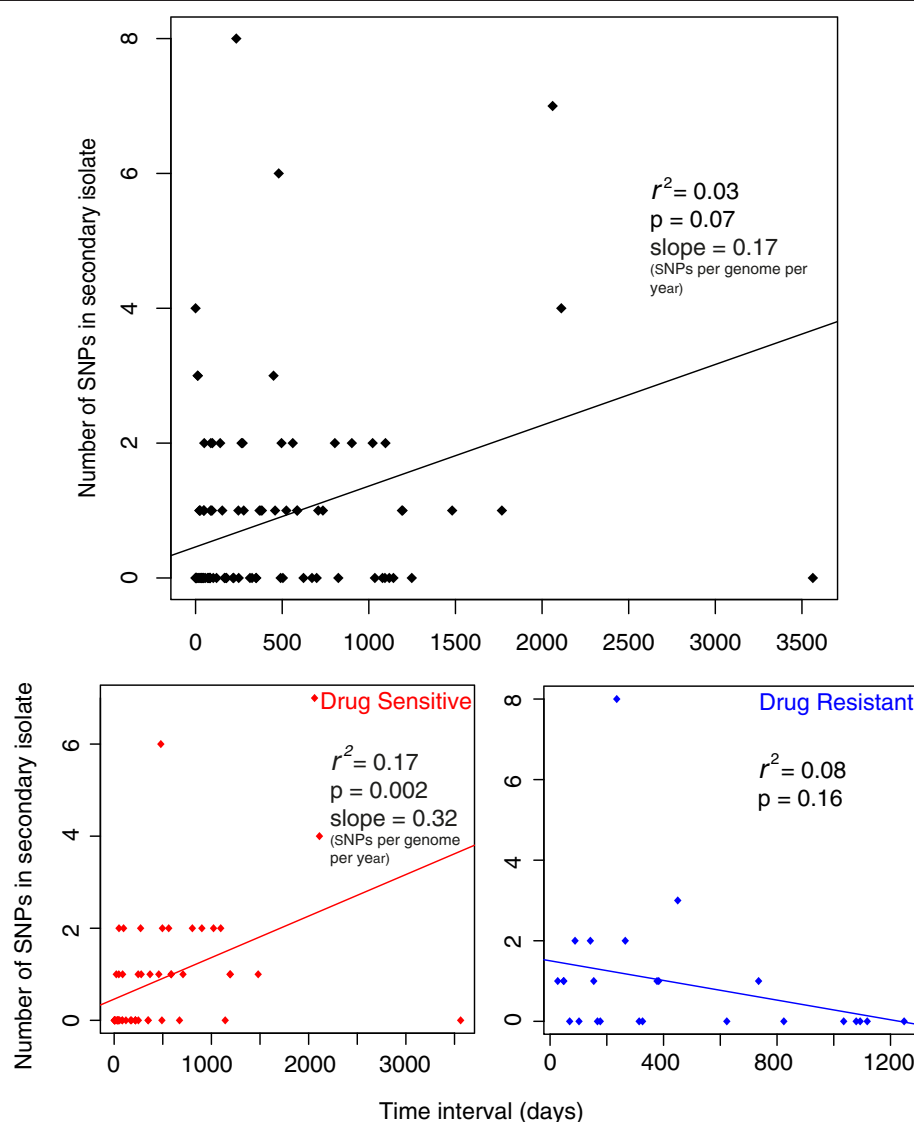 Number of SNPs in secondary isolate
8
6
4
2
0
r2= 0.03
p = 0.07
slope = 0.17
(SNPs per genome per
year)
0 500 1000 1500 2000 2500 3000 3500
Number of SNPs in secondary isolate
6
4
2
0
Drug Sensitive
r2= 0.17
p = 0.002
slope = 0.32
(SNPs per genome
per year)
0 1000 2000 3000
8
6
4
2
0
Drug Resistant
r2= 0.08
p = 0.16
0 400 800 1200
Time interval (days)